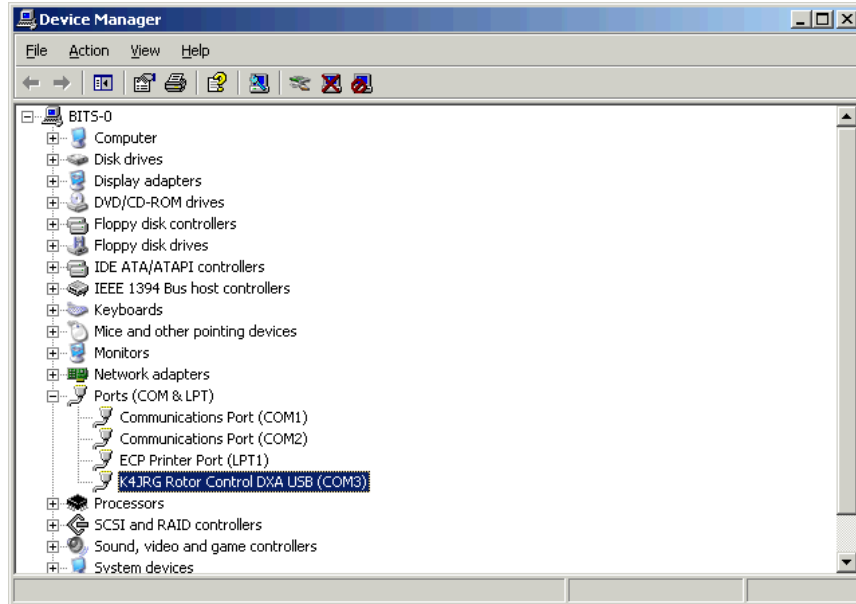 Device Manager
File Action View Help
BITS-0
Computer
Disk drives
Display adapters
DVD/CD-ROM drives
Floppy disk controllers
Floppy disk drives
IDE ATA/ATAPI controllers
IEEE 1394 Bus host controllers
Keyboards
Mice and other pointing devices
Monitors
Network adapters
Ports (COM & LPT)
Communications Port (COM1)
Communications Port (COM2)
ECP Printer Port (LPT1)
K4JRG Rotor Control DXA USB (COM3)
Processors
SCSI and RAID controllers
Sound, video and game controllers
System devices